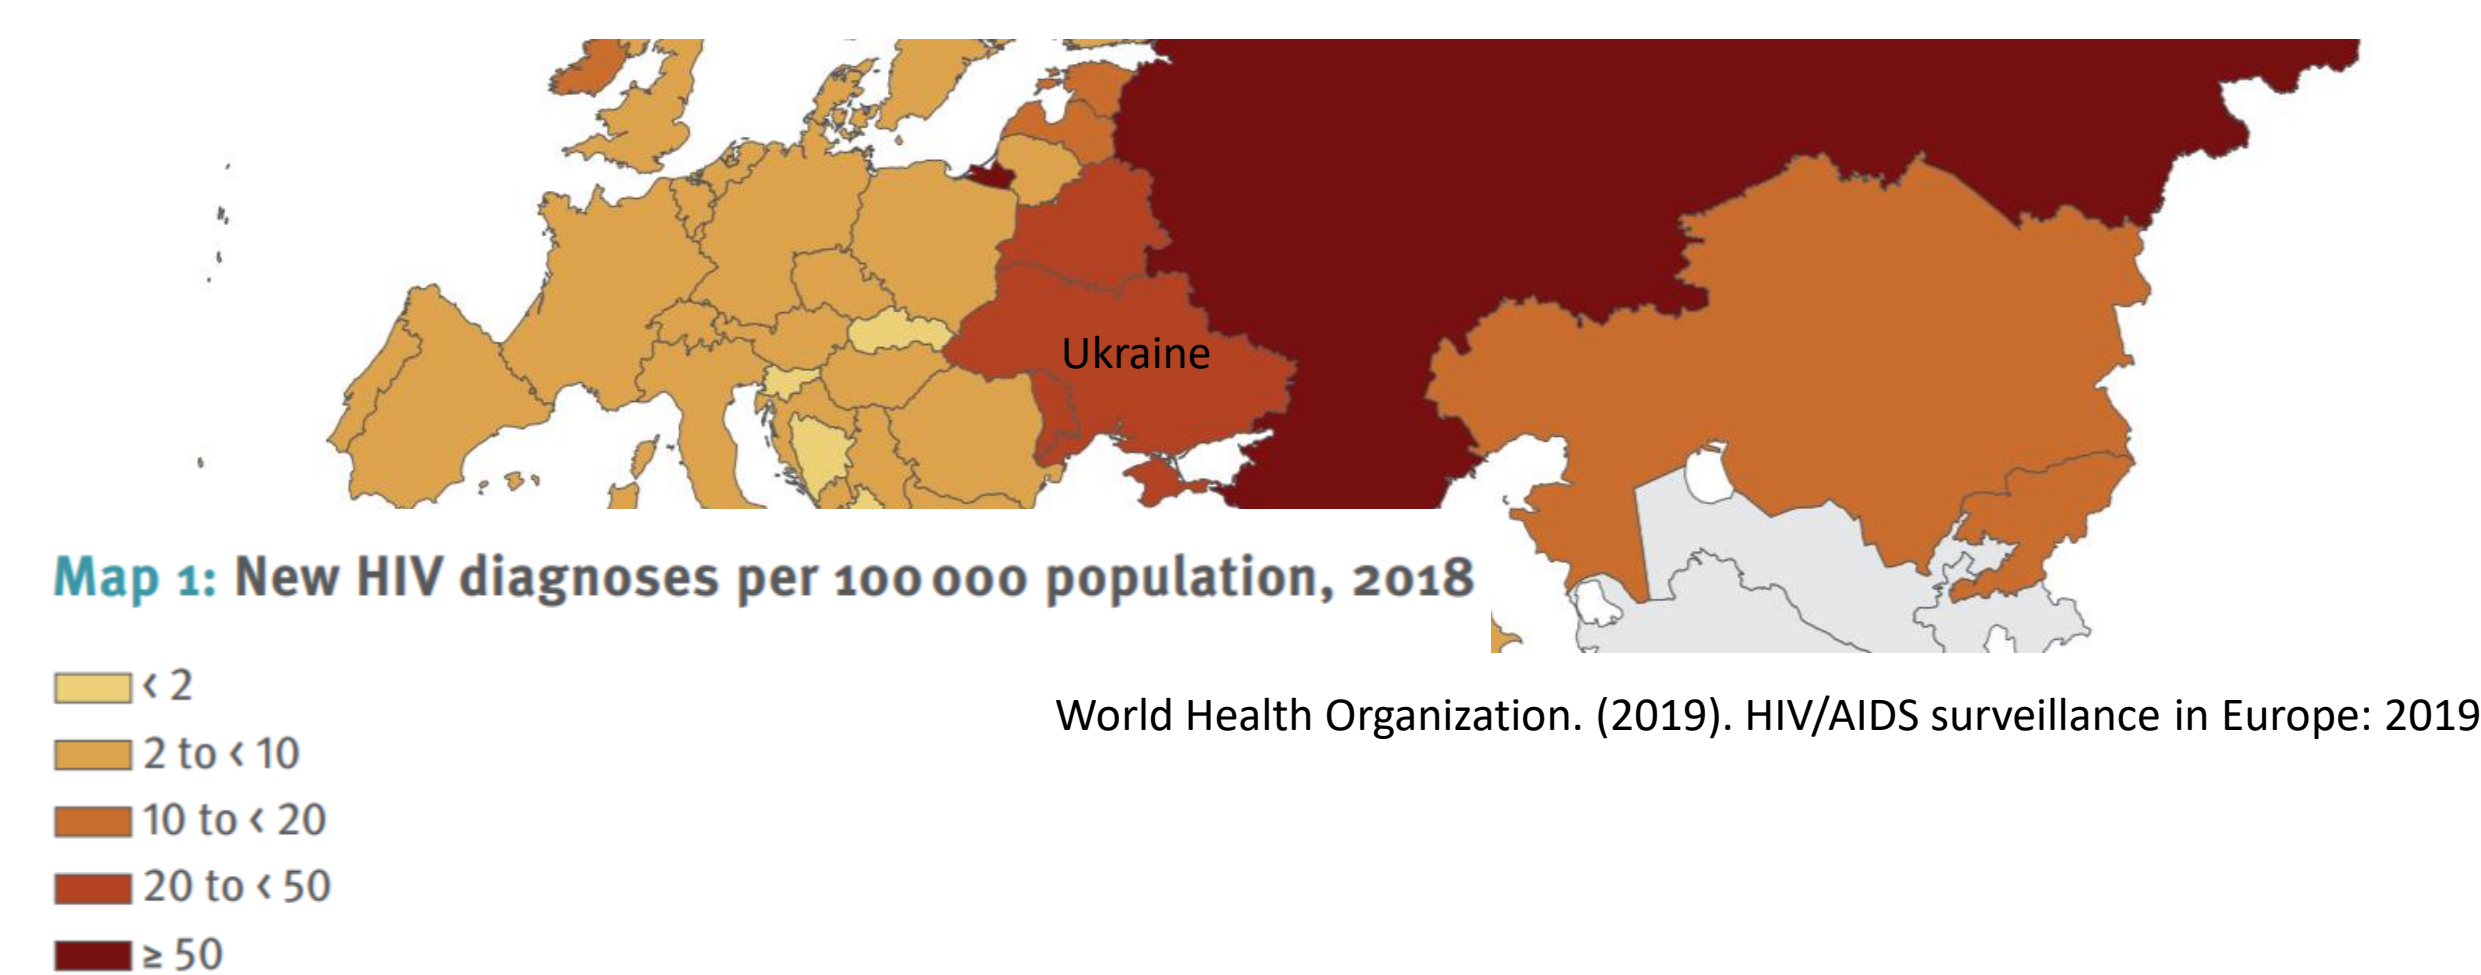 Ukraine
Map 1: New HIV diagnoses per 100 000 population, 2018
< 2
2 to < 10
10 to < 20
20 to < 50
≥ 50
World Health Organization. (2019). HIV/AIDS surveillance in Europe: 2019